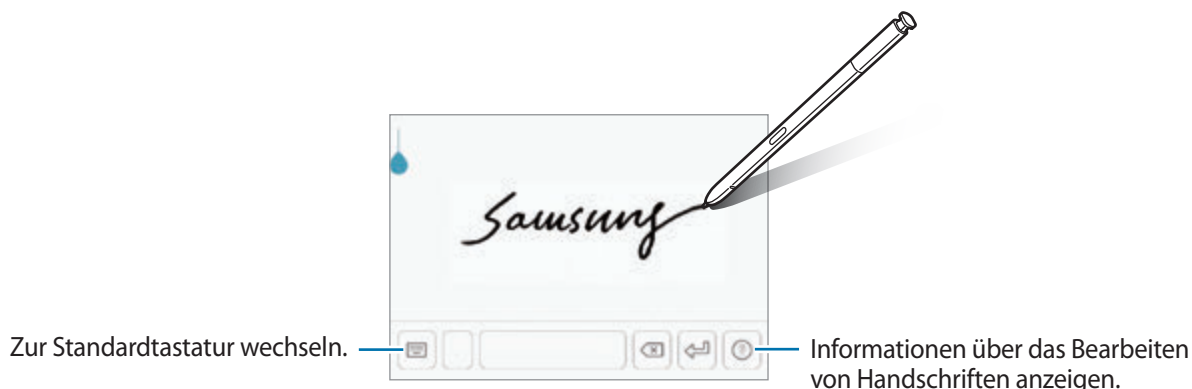 Samsung
Zur Standardtastatur wechseln.
Informationen über das Bearbeiten
von Handschriften anzeigen.